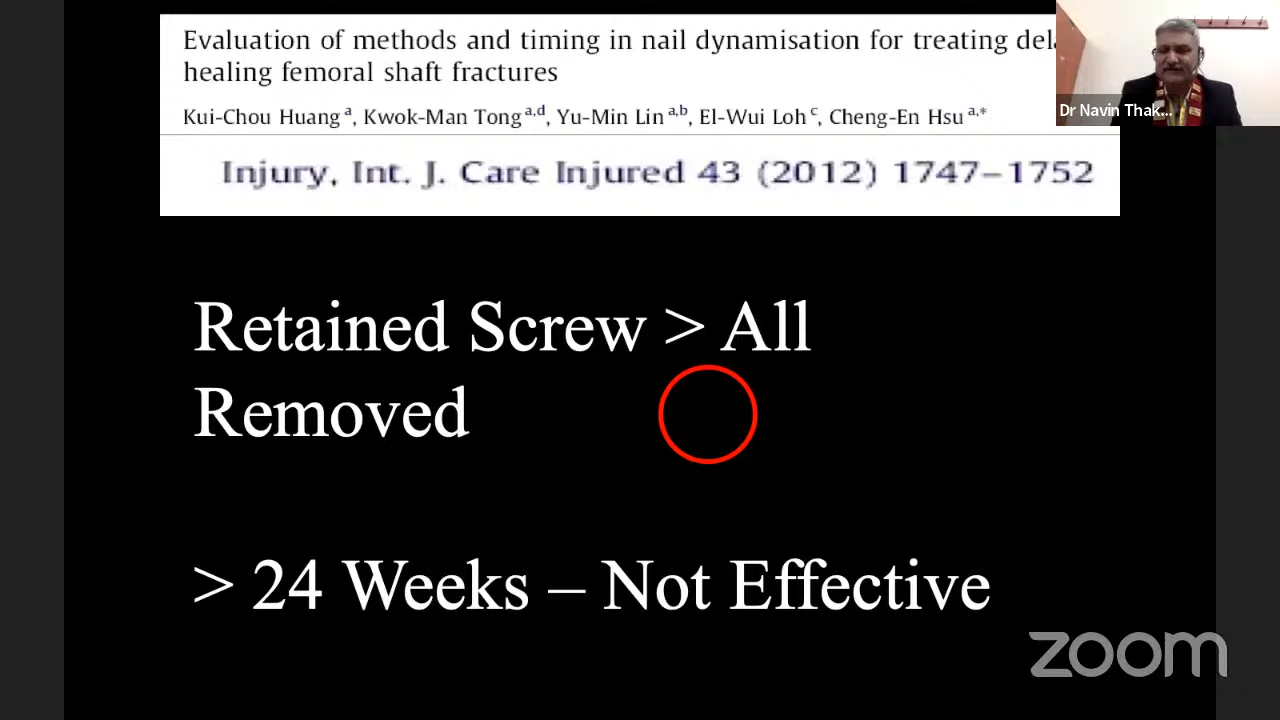 Evaluation of methods and timing in nail dynamisation for treating
healing femoral shaft fractures
Kui-Chou Huang a, Kwok-Man Tong a,d, Yu-Min Lin a,b, El-Wui Loh c, Cheng-En Hsu a,*
Injury, Int. J. Care Injured 43 (2012) 1747–1752
Dr Navin Thak...
Retained Screw > All
Removed
> 24 Weeks – Not Effective
zoom